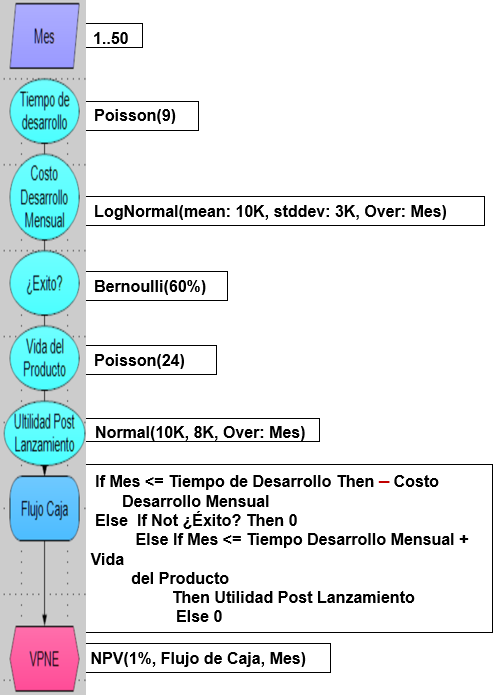 Mes
1..50
Tiempo de
desarrollo
Poisson(9)
Costo
Desarrollo
Mensual
LogNormal(mean: 10K, stddev: 3K, Over: Mes)
¿Exito?
Bernoulli(60%)
Vida del
Producto
Poisson(24)
Ultilidad Post
Lanzamiento
Normal(10K, 8K, Over: Mes)
Flujo Caja
If Mes <= Tiempo de Desarrollo Then – Costo
Desarrollo Mensual
Else If Not ¿Éxito? Then 0
Else If Mes <= Tiempo Desarrollo Mensual +
Vida
del Producto
Then Utilidad Post Lanzamiento
Else 0
VPNE
NPV(1%, Flujo de Caja, Mes)